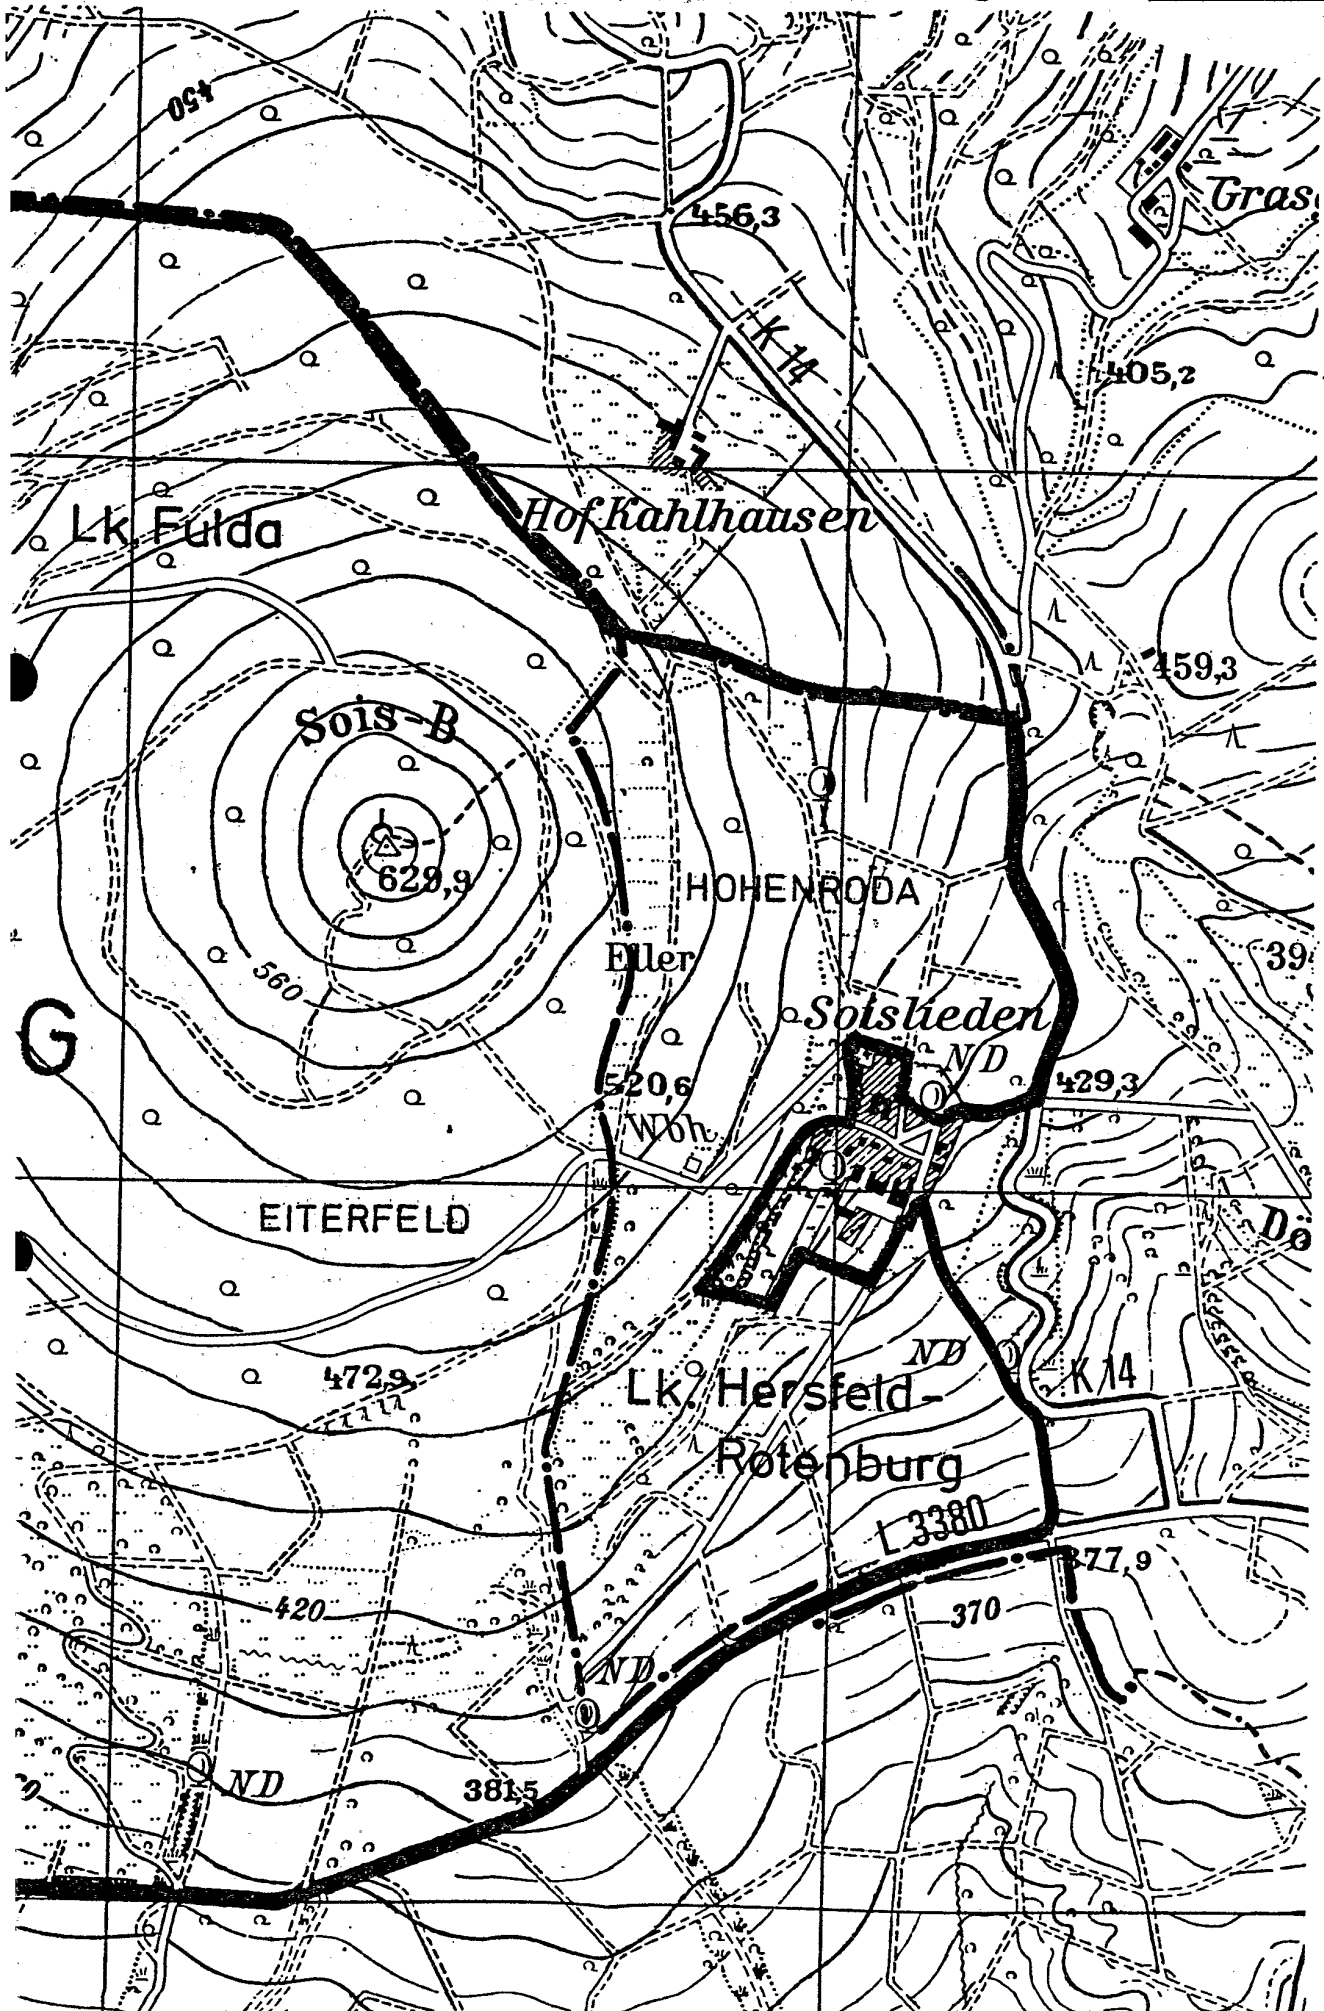 450
Gras
456,3
K 14
405,2
Hof Kahlhausen
Lk. Fulda
459,3
Sois-B
629,9
HOHENRODA
Eller
39
560
G
Soislieden
ND
520,6
429,3
Wbh.
EITERFELD
Dö
ND
472,9
Lk. Hersfeld-
K 14
Rotenburg
L 3380
377,9
420
370
ND
ND
381,5
0